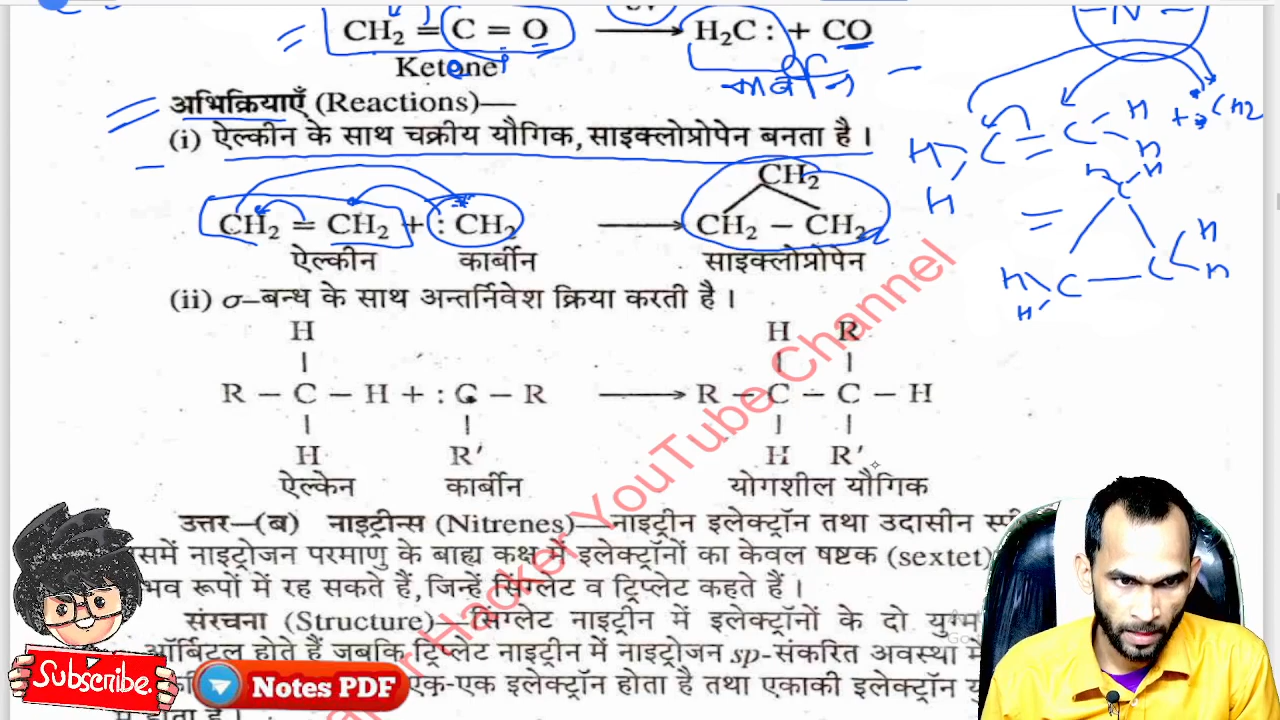 CH₂ = C = O ⟶ H₂C : + CO
Ketene
कार्बीन
अभिक्रियाएँ (Reactions)—
(i) ऐल्कीन के साथ चक्रीय यौगिक, साइक्लोप्रोपेन बनता है ।
CH₂
CH₂ = CH₂ + : CH₂ ⟶ CH₂ – CH₂
ऐल्कीन कार्बीन साइक्लोप्रोपेन
(ii) σ–बन्ध के साथ अन्तर्निवेश क्रिया करती है ।
H H R
R – C – H + : C – R ⟶ R – C – C – H
H R′ H R′
ऐल्केन कार्बीन योगशील यौगिक
उत्तर—(ब) नाइट्रीन्स (Nitrenes)—नाइट्रीन इलेक्ट्रॉन तथा उदासीन
नाइट्रोजन परमाणु के बाह्य कक्ष में इलेक्ट्रॉनों का केवल षष्टक (sextet)
रूपों में रह सकते हैं, जिन्हें सिंग्लेट व ट्रिप्लेट कहते हैं ।
संरचना (Structure)—सिंग्लेट नाइट्रीन में इलेक्ट्रॉनों के दो युग्म
ऑर्बिटल होते हैं जबकि ट्रिप्लेट नाइट्रीन में नाइट्रोजन sp-संकरित अवस्था में
एक-एक इलेक्ट्रॉन होता है तथा एकाकी इलेक्ट्रॉन
में होता है ।
Hacker YouTube Channel
Subscribe.
Notes PDF
N
H C = C H + : CH₂
H H
H C H
H C – C H
H H